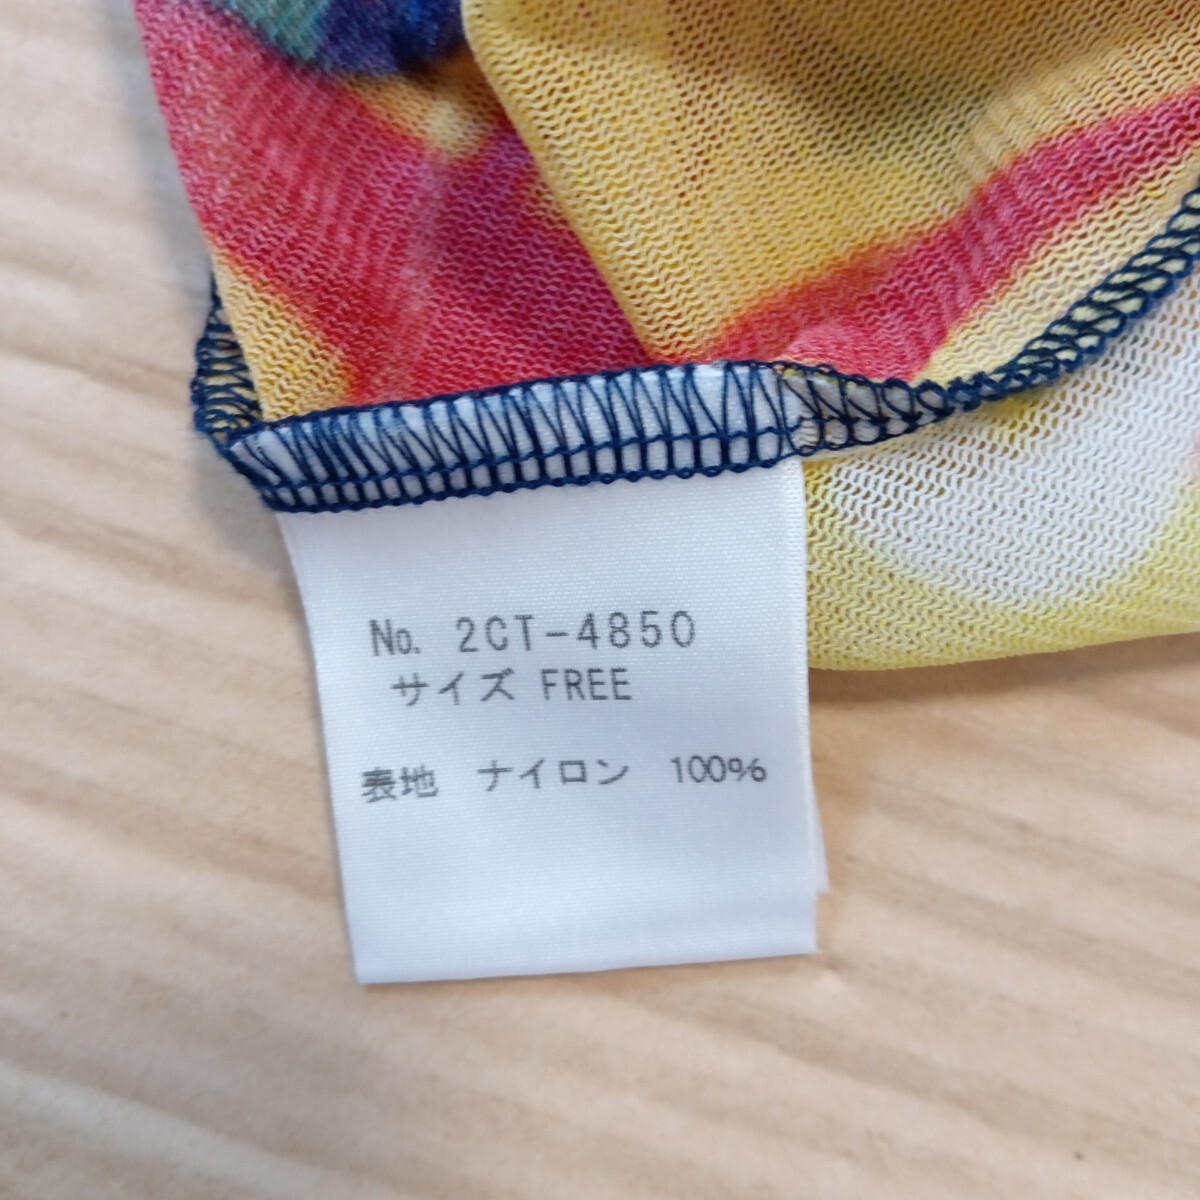 No. 2CT-4850
サイズ FREE
表地 ナイロン 100%